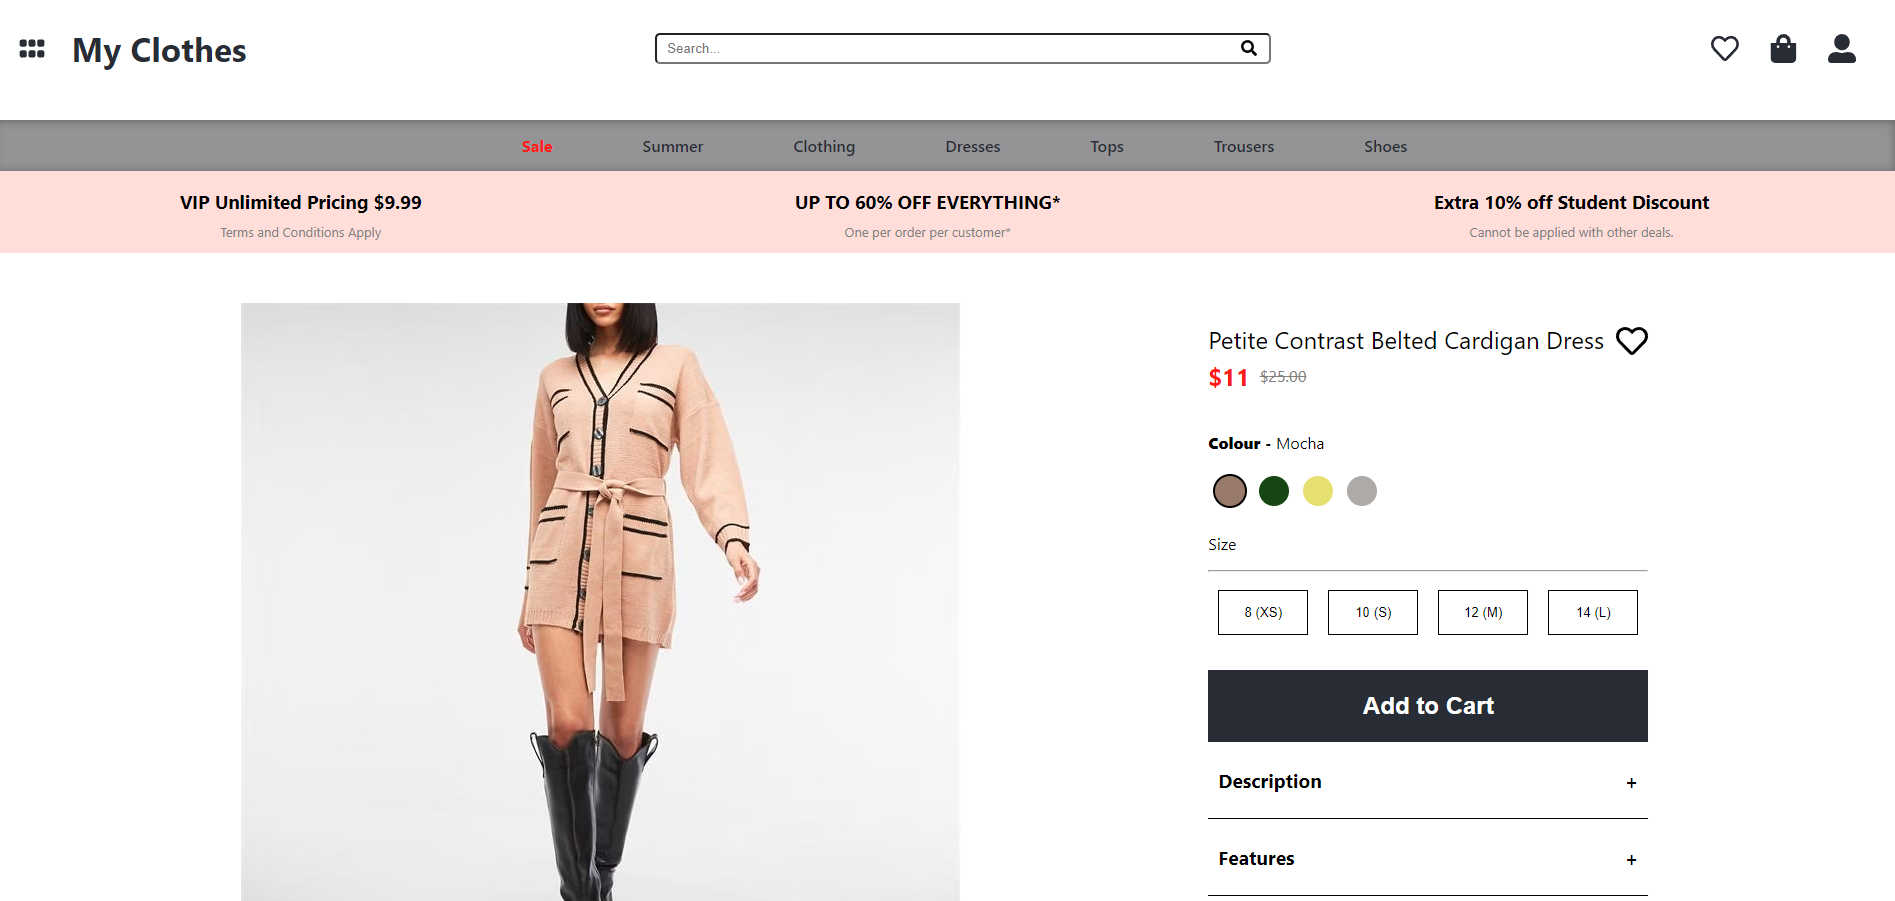 My Clothes
Search...
Sale Summer Clothing Dresses Tops Trousers Shoes
VIP Unlimited Pricing $9.99
Terms and Conditions Apply
UP TO 60% OFF EVERYTHING*
One per order per customer*
Extra 10% off Student Discount
Cannot be applied with other deals.
Petite Contrast Belted Cardigan Dress
$11 $25.00
Colour - Mocha
Size
8 (XS) 10 (S) 12 (M) 14 (L)
Add to Cart
Description +
Features +